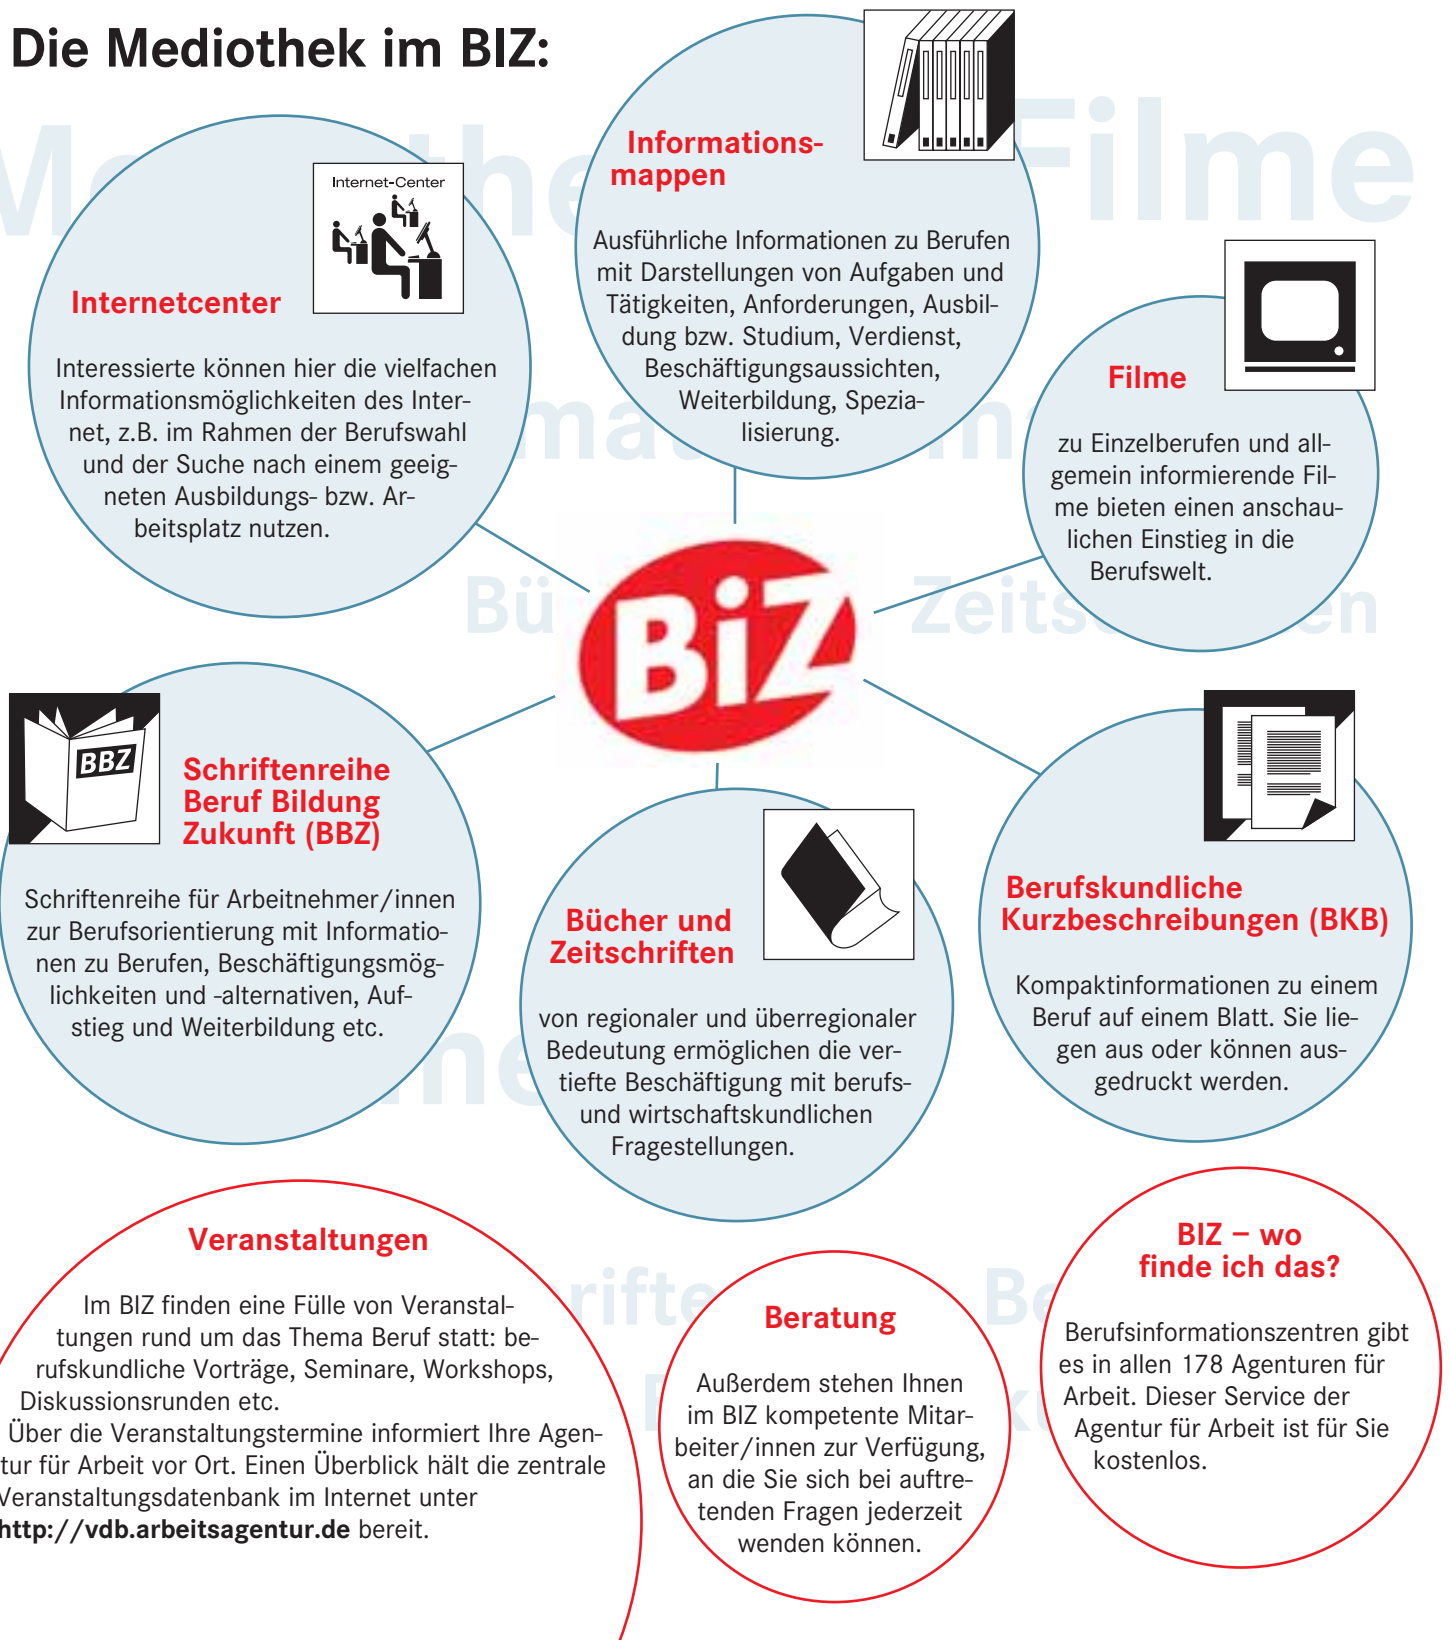 Die Mediothek im BIZ:
Internet-Center
Internetcenter
Interessierte können hier die vielfachen
Informationsmöglichkeiten des Inter-
net, z.B. im Rahmen der Berufswahl
und der Suche nach einem geeig-
neten Ausbildungs- bzw. Ar-
beitsplatz nutzen.
Informations-
mappen
Ausführliche Informationen zu Berufen
mit Darstellungen von Aufgaben und
Tätigkeiten, Anforderungen, Ausbil-
dung bzw. Studium, Verdienst,
Beschäftigungsaussichten,
Weiterbildung, Spezia-
lisierung.
Filme
Filme
zu Einzelberufen und all-
gemein informierende Fil-
me bieten einen anschau-
lichen Einstieg in die
Berufswelt.
BiZ
BBZ
Schriftenreihe
Beruf Bildung
Zukunft (BBZ)
Schriftenreihe für Arbeitnehmer/innen
zur Berufsorientierung mit Informatio-
nen zu Berufen, Beschäftigungsmög-
lichkeiten und -alternativen, Auf-
stieg und Weiterbildung etc.
Bücher und
Zeitschriften
von regionaler und überregionaler
Bedeutung ermöglichen die ver-
tiefte Beschäftigung mit berufs-
und wirtschaftskundlichen
Fragestellungen.
Berufskundliche
Kurzbeschreibungen (BKB)
Kompaktinformationen zu einem
Beruf auf einem Blatt. Sie lie-
gen aus oder können aus-
gedruckt werden.
Veranstaltungen
Im BIZ finden eine Fülle von Veranstal-
tungen rund um das Thema Beruf statt: be-
rufskundliche Vorträge, Seminare, Workshops,
Diskussionsrunden etc.
Über die Veranstaltungstermine informiert Ihre Agen-
tur für Arbeit vor Ort. Einen Überblick hält die zentrale
Veranstaltungsdatenbank im Internet unter
http://vdb.arbeitsagentur.de bereit.
Beratung
Außerdem stehen Ihnen
im BIZ kompetente Mitar-
beiter/innen zur Verfügung,
an die Sie sich bei auftre-
tenden Fragen jederzeit
wenden können.
BIZ – wo
finde ich das?
Berufsinformationszentren gibt
es in allen 178 Agenturen für
Arbeit. Dieser Service der
Agentur für Arbeit ist für Sie
kostenlos.